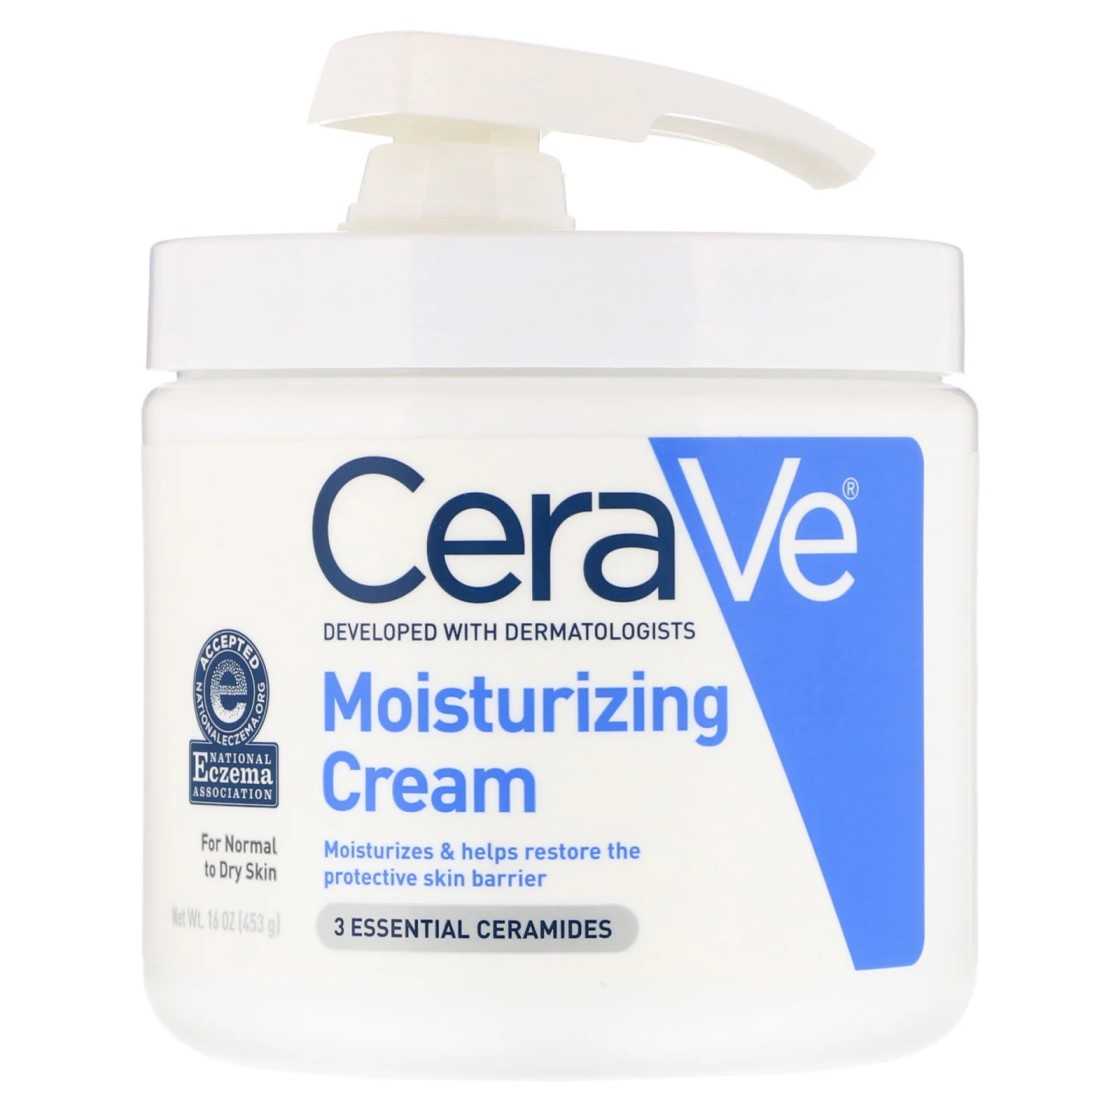 CeraVe®
DEVELOPED WITH DERMATOLOGISTS
Moisturizing
Cream
Moisturizes & helps restore the
protective skin barrier
3 ESSENTIAL CERAMIDES
ACCEPTED
e
NATIONALECZEMA.ORG
NATIONAL
Eczema
ASSOCIATION
For Normal
to Dry Skin
Net Wt. 16 OZ (453 g)